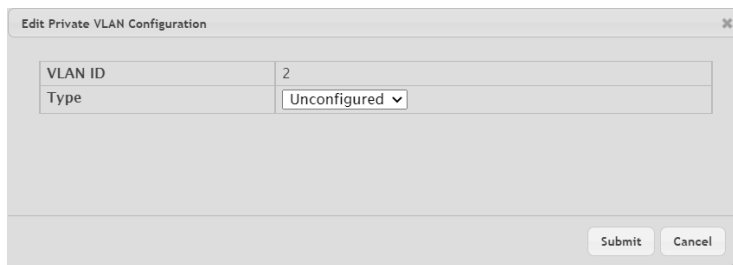 Edit Private VLAN Configuration
VLAN ID 2
Type Unconfigured
Submit Cancel